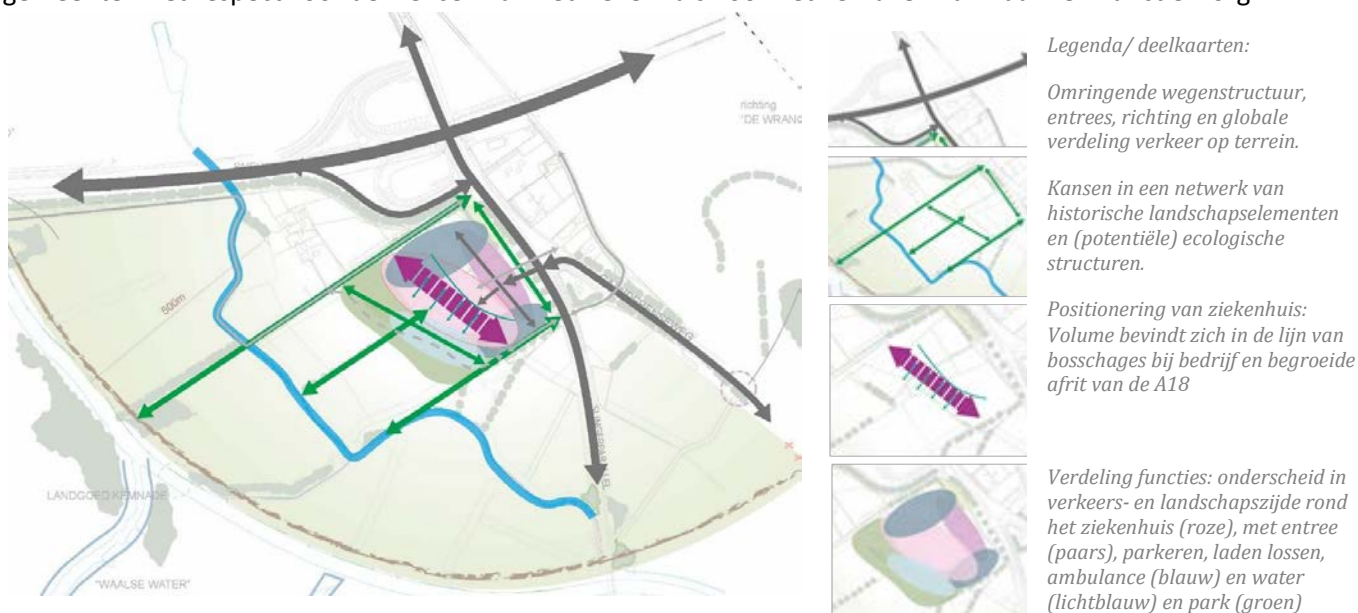 Legenda/ deelkaarten:
Omringende wegenstructuur,
entrees, richting en globale
verdeling verkeer op terrein.
Kansen in een netwerk van
historische landschapselementen
en (potentiële) ecologische
structuren.
Positionering van ziekenhuis:
Volume bevindt zich in de lijn van
bosschages bij bedrijf en begroeide
afrit van de A18
Verdeling functies: onderscheid in
verkeers- en landschapszijde rond
het ziekenhuis (roze), met entree
(paars), parkeren, laden lossen,
ambulance (blauw) en water
(lichtblauw) en park (groen)
richting
600m
LANDGOED KEMNADE
"WAALSE WATER"